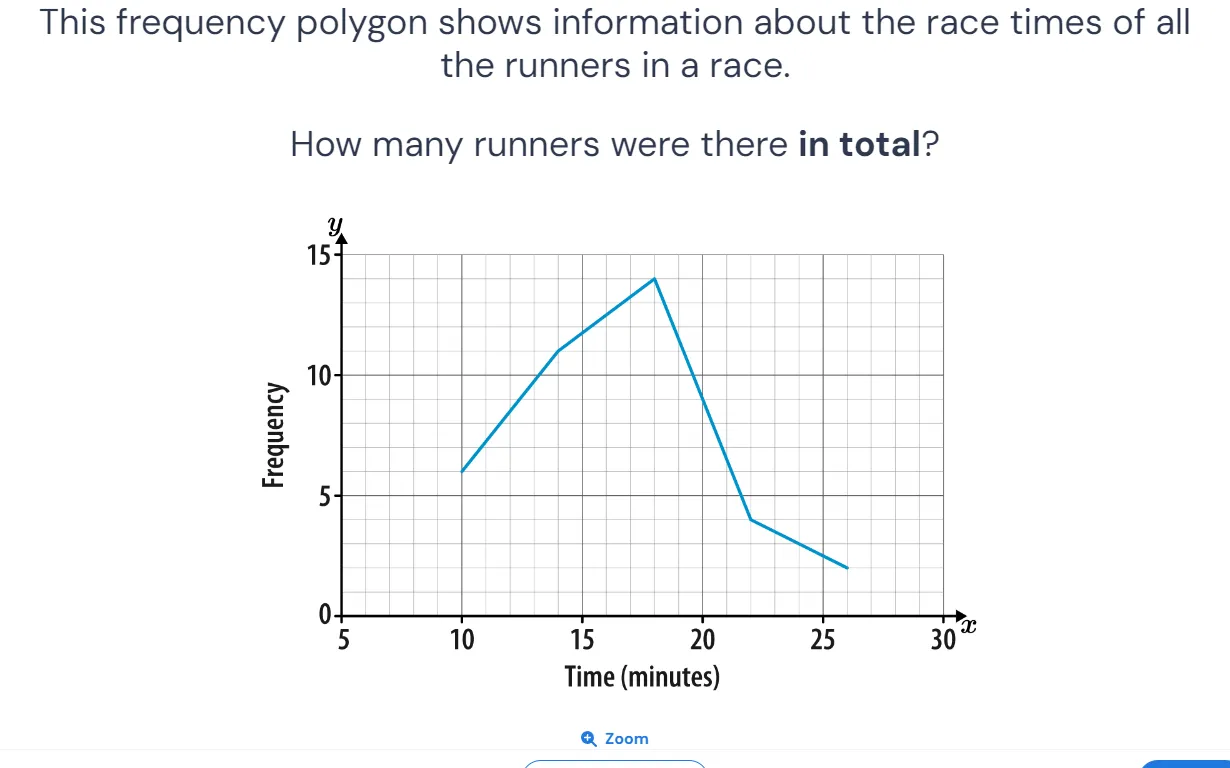 This frequency polygon shows information about the race times of all
the runners in a race.
How many runners were there in total?
y
15
10
Frequency
5
0
5 10 15 20 25 30 x
Time (minutes)
Zoom